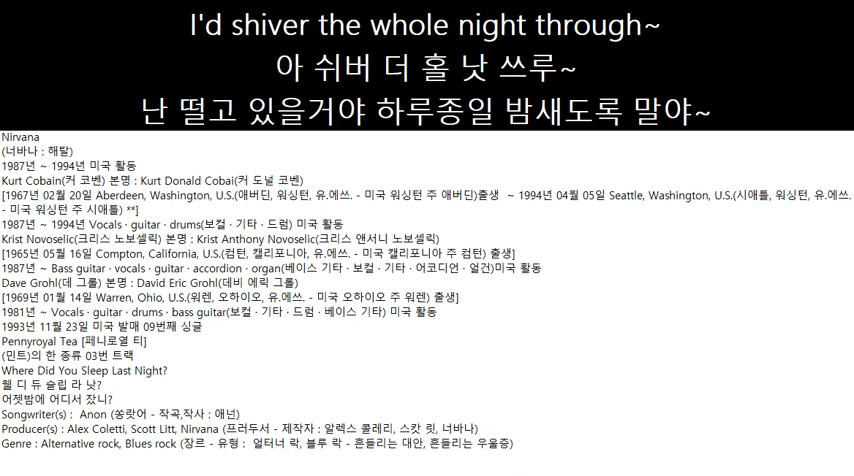 I'd shiver the whole night through~
아 쉬버 더 홀 낫 쓰루~
난 떨고 있을거야 하루종일 밤새도록 말야~
Nirvana
(너바나 : 해탈)
1987년 ~ 1994년 미국 활동
Kurt Cobain(커 코벤) 본명 : Kurt Donald Cobai(커 도널 코벤)
[1967년 02월 20일 Aberdeen, Washington, U.S.(애버딘, 워싱턴, 유.에쓰. - 미국 워싱턴 주 애버딘)출생 ~ 1994년 04월 05일 Seattle, Washington, U.S.(시애틀, 워싱턴, 유.에쓰.
- 미국 워싱턴 주 시애틀) **]
1987년 ~ 1994년 Vocals · guitar · drums(보컬 · 기타 · 드럼) 미국 활동
Krist Novoselic(크리스 노보셀릭) 본명 : Krist Anthony Novoselic(크리스 앤서니 노보셀릭)
[1965년 05월 16일 Compton, California, U.S.(컴턴, 캘리포니아, 유.에쓰. - 미국 캘리포니아 주 컴턴) 출생]
1987년 ~ Bass guitar · vocals · guitar · accordion · organ(베이스 기타 · 보컬 · 기타 · 어코디언 · 얼건)미국 활동
Dave Grohl(데 그롤) 본명 : David Eric Grohl(데비 에릭 그롤)
[1969년 01월 14일 Warren, Ohio, U.S.(워렌, 오하이오, 유.에쓰. - 미국 오하이오 주 워렌) 출생]
1981년 ~ Vocals · guitar · drums · bass guitar(보컬 · 기타 · 드럼 · 베이스 기타) 미국 활동
1993년 11월 23일 미국 발매 09번째 싱글
Pennyroyal Tea [페니로열 티]
(민트)의 한 종류 03번 트랙
Where Did You Sleep Last Night?
웰 디 듀 슬립 라 낫?
어젯밤에 어디서 잤니?
Songwriter(s) : Anon (쏭랏어 - 작곡,작사 : 애넌)
Producer(s) : Alex Coletti, Scott Litt, Nirvana (프러두서 - 제작자 : 알렉스 콜레리, 스캇 릿, 너바나)
Genre : Alternative rock, Blues rock (장르 - 유형 : 얼터너 락, 블루 락 - 흔들리는 대안, 흔들리는 우울증)